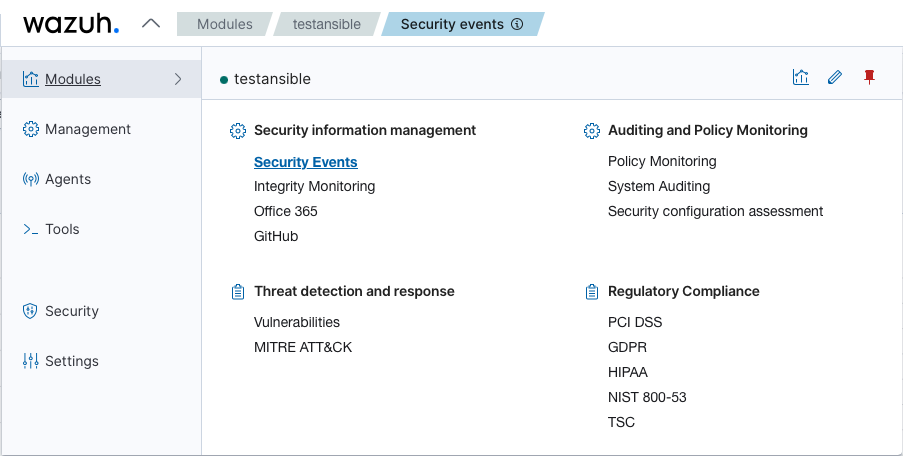 wazuh.
Modules
testansible
Security events
Modules
Management
Agents
Tools
Security
Settings
testansible
Security information management
Security Events
Integrity Monitoring
Office 365
GitHub
Auditing and Policy Monitoring
Policy Monitoring
System Auditing
Security configuration assessment
Threat detection and response
Vulnerabilities
MITRE ATT&CK
Regulatory Compliance
PCI DSS
GDPR
HIPAA
NIST 800-53
TSC